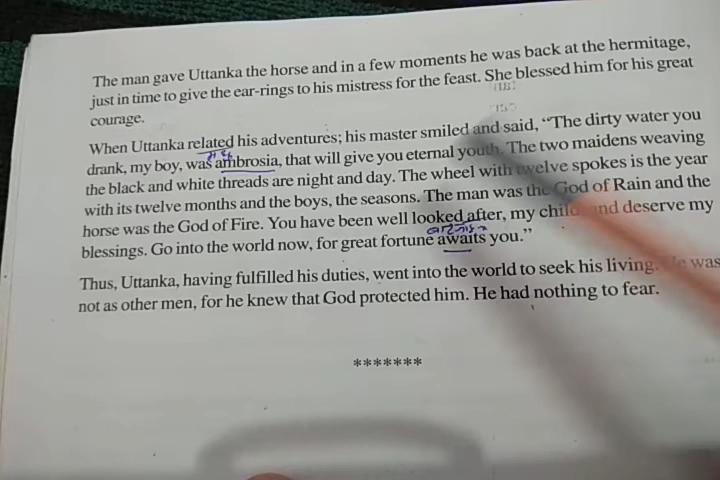 The man gave Uttanka the horse and in a few moments he was back at the hermitage,
just in time to give the ear-rings to his mistress for the feast. She blessed him for his great
courage.
When Uttanka related his adventures; his master smiled and said, “The dirty water you
drank, my boy, was ambrosia, that will give you eternal youth. The two maidens weaving
the black and white threads are night and day. The wheel with twelve spokes is the year
with its twelve months and the boys, the seasons. The man was the God of Rain and the
horse was the God of Fire. You have been well looked after, my child and deserve my
blessings. Go into the world now, for great fortune awaits you.”
Thus, Uttanka, having fulfilled his duties, went into the world to seek his living. He was
not as other men, for he knew that God protected him. He had nothing to fear.
*******